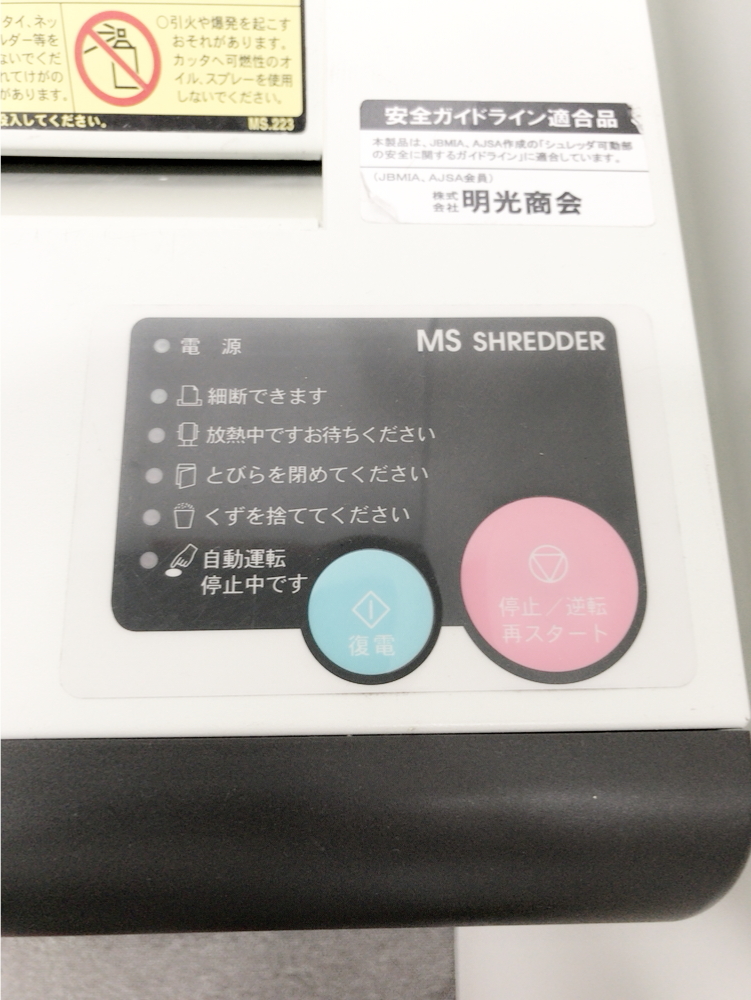 タイ、ネッ
ルダー等を
ないでくだ
れてけがの
があります。
○引火や爆発を起こす
おそれがあります。
カッタへ可燃性のオ
イル、スプレーを使用
しないでください。
投入してください。
MS.223
安全ガイドライン適合品
本製品は、JBMIA、AJSA作成の「シュレッダ可動部
の安全に関するガイドライン」に適合しています。
(JBMIA、AJSA会員)
株式会社 明光商会
MS SHREDDER
電 源
細断できます
放熱中ですお待ちください
とびらを閉めてください
くずを捨ててください
自動運転
停止中です
復電
停止/逆転
再スタート